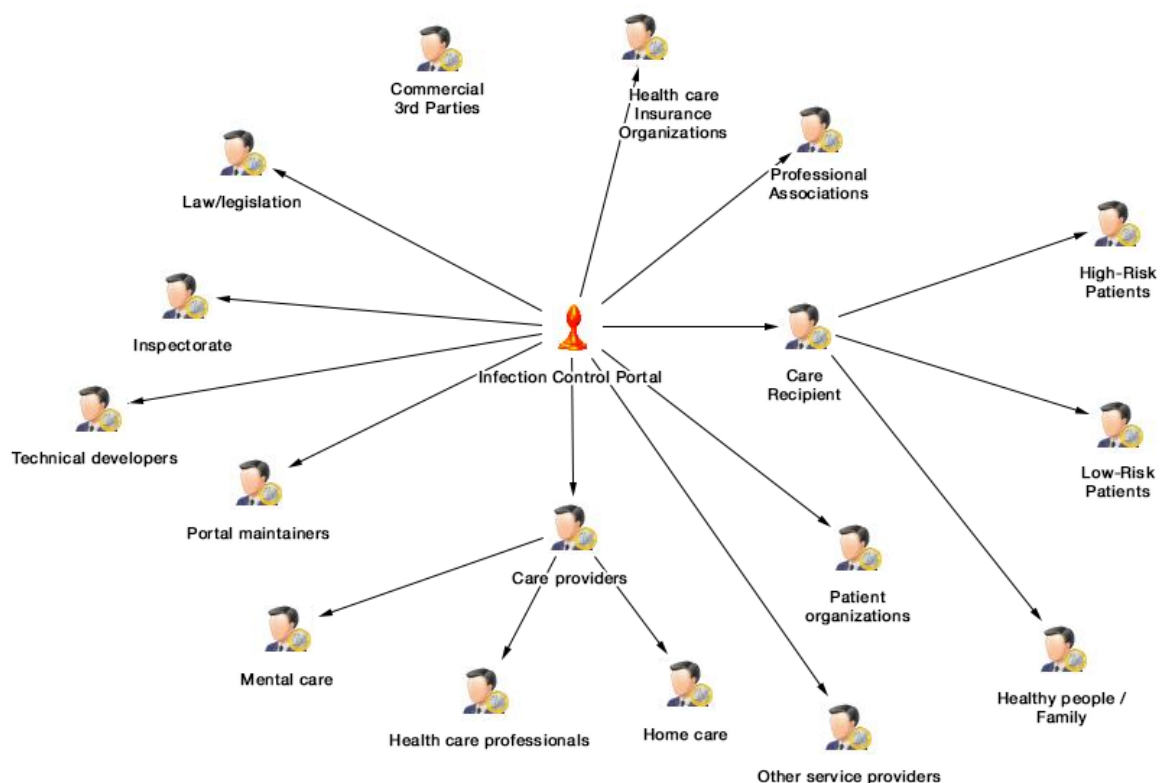 Commercial
3rd Parties
Health care
Insurance
Organizations
Professional
Associations
Law/legislation
High-Risk
Patients
Inspectorate
Infection Control Portal
Care
Recipient
Technical developers
Low-Risk
Patients
Portal maintainers
Care providers
Patient
organizations
Mental care
Healthy people /
Family
Health care professionals
Home care
Other service providers